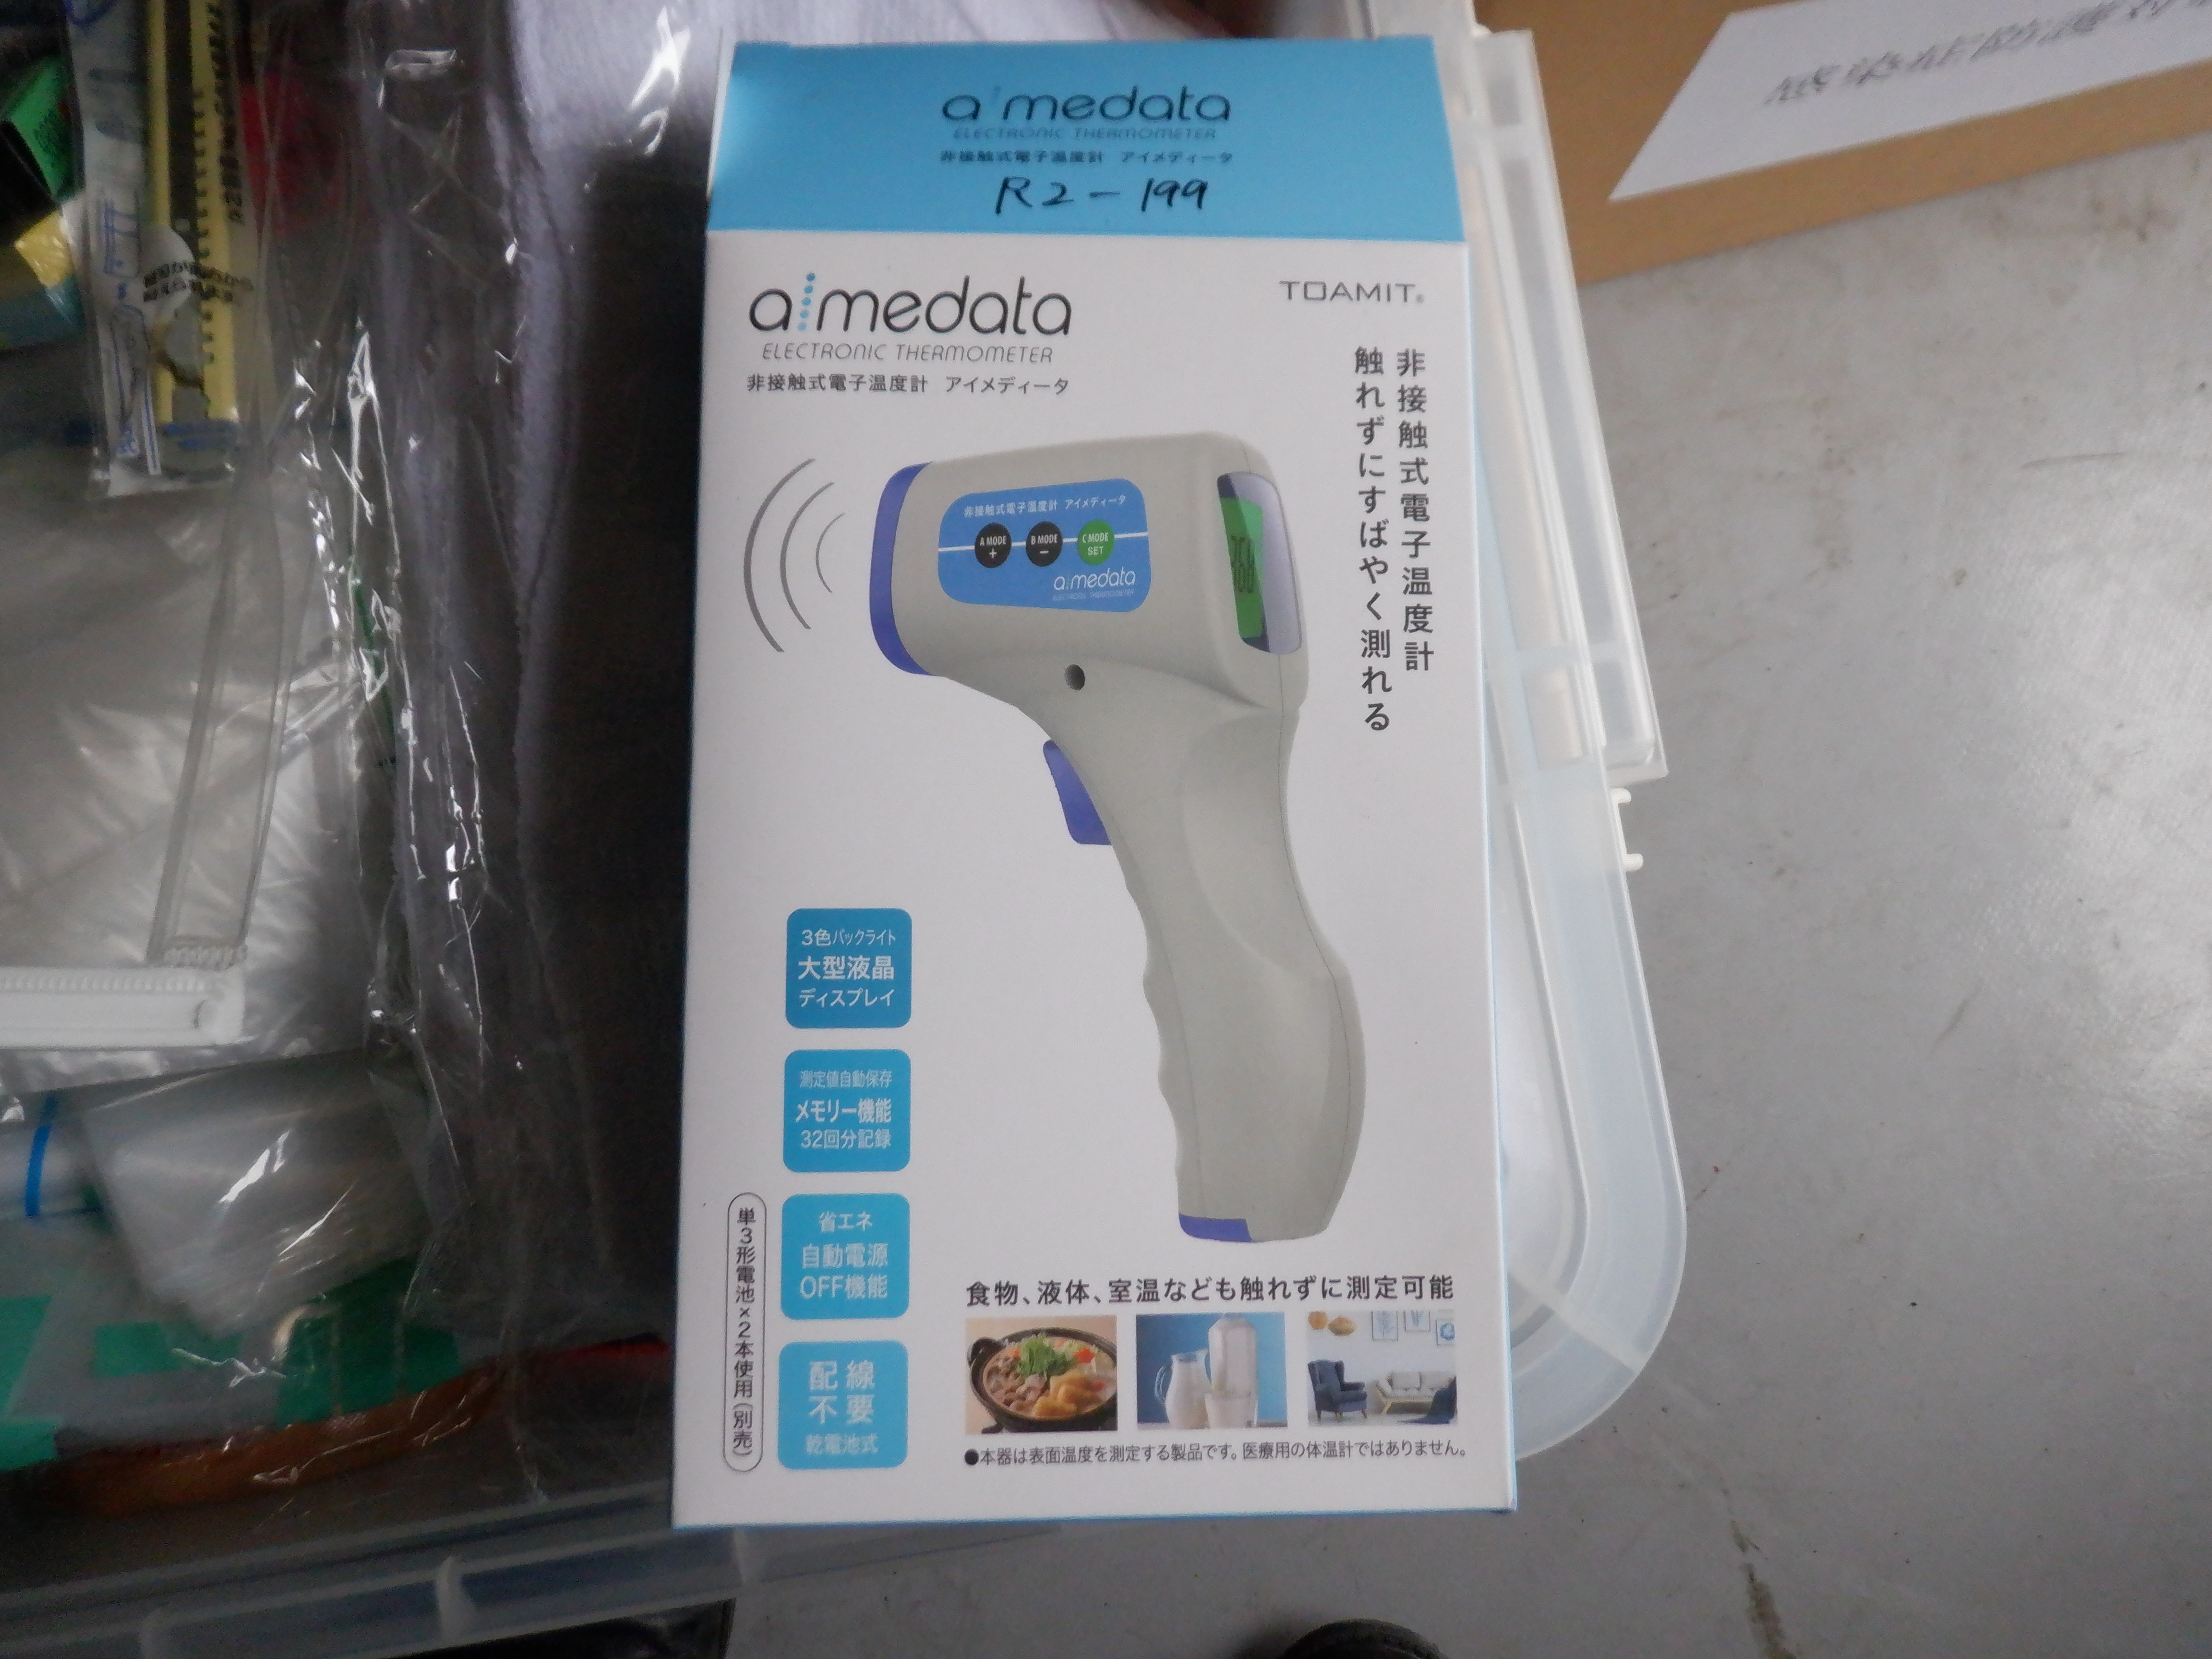 aimedata
ELECTRONIC THERMOMETER
非接触式電子温度計 アイメディータ
R2-199
aimedata
ELECTRONIC THERMOMETER
非接触式電子温度計 アイメディータ
TOAMIT®
非接触式電子温度計
触れずにすばやく測れる
非接触式電子温度計 アイメディータ
A MODE
+
B MODE
−
C MODE
SET
aimedata
ELECTRONIC THERMOMETER
3色バックライト
大型液晶
ディスプレイ
測定値自動保存
メモリー機能
32回分記録
省エネ
自動電源
OFF機能
配線
不要
乾電池式
単3形電池×2本使用(別売)
食物、液体、室温なども触れずに測定可能
●本器は表面温度を測定する製品です。医療用の体温計ではありません。
感染症防護